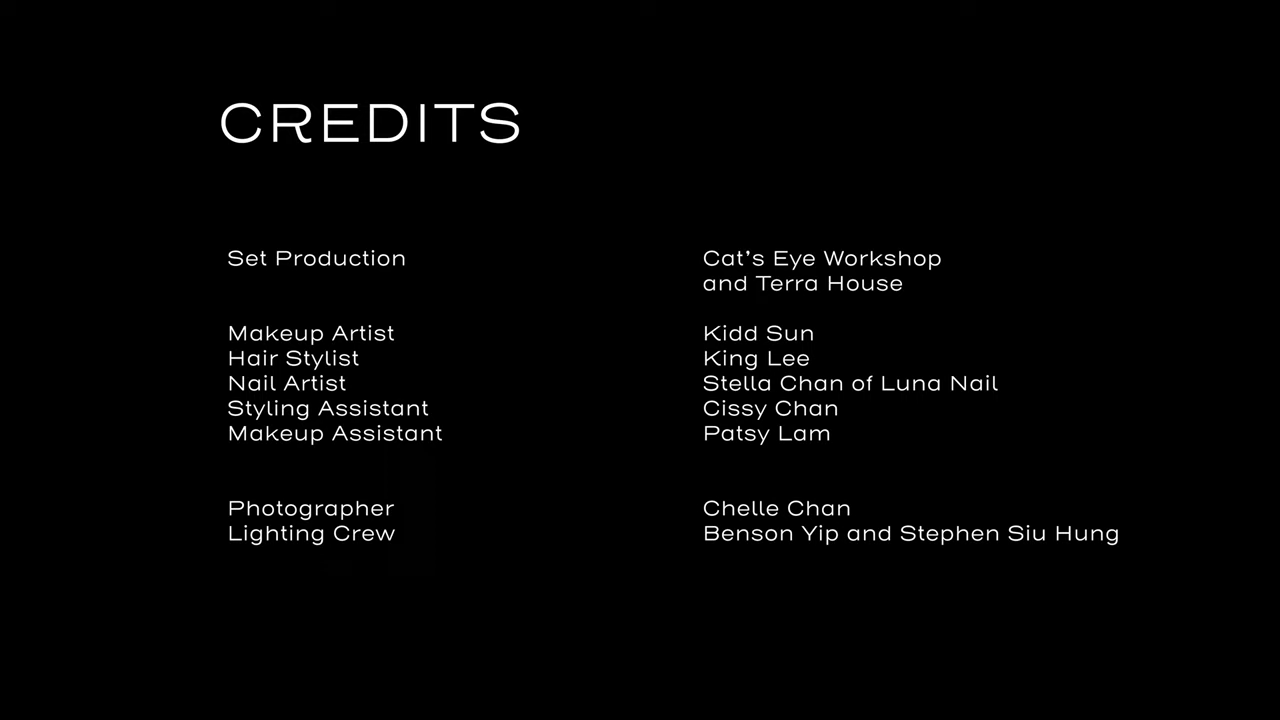 CREDITS
Set Production
Cat’s Eye Workshop
and Terra House
Makeup Artist
Kidd Sun
Hair Stylist
King Lee
Nail Artist
Stella Chan of Luna Nail
Styling Assistant
Cissy Chan
Makeup Assistant
Patsy Lam
Photographer
Chelle Chan
Lighting Crew
Benson Yip and Stephen Siu Hung